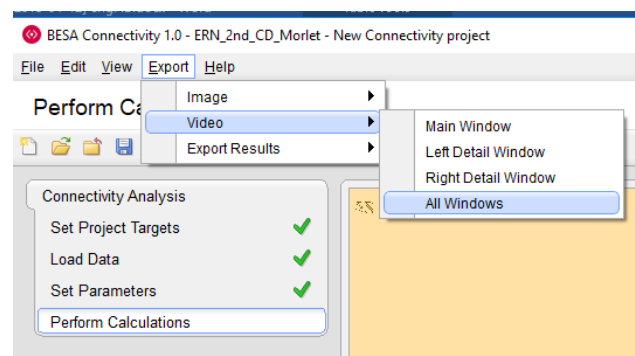 BESA Connectivity 1.0 - ERN_2nd_CD_Morlet - New Connectivity project
File Edit View Export Help
Perform Ca
Image
Video
Export Results
Main Window
Left Detail Window
Right Detail Window
All Windows
Connectivity Analysis
Set Project Targets
Load Data
Set Parameters
Perform Calculations